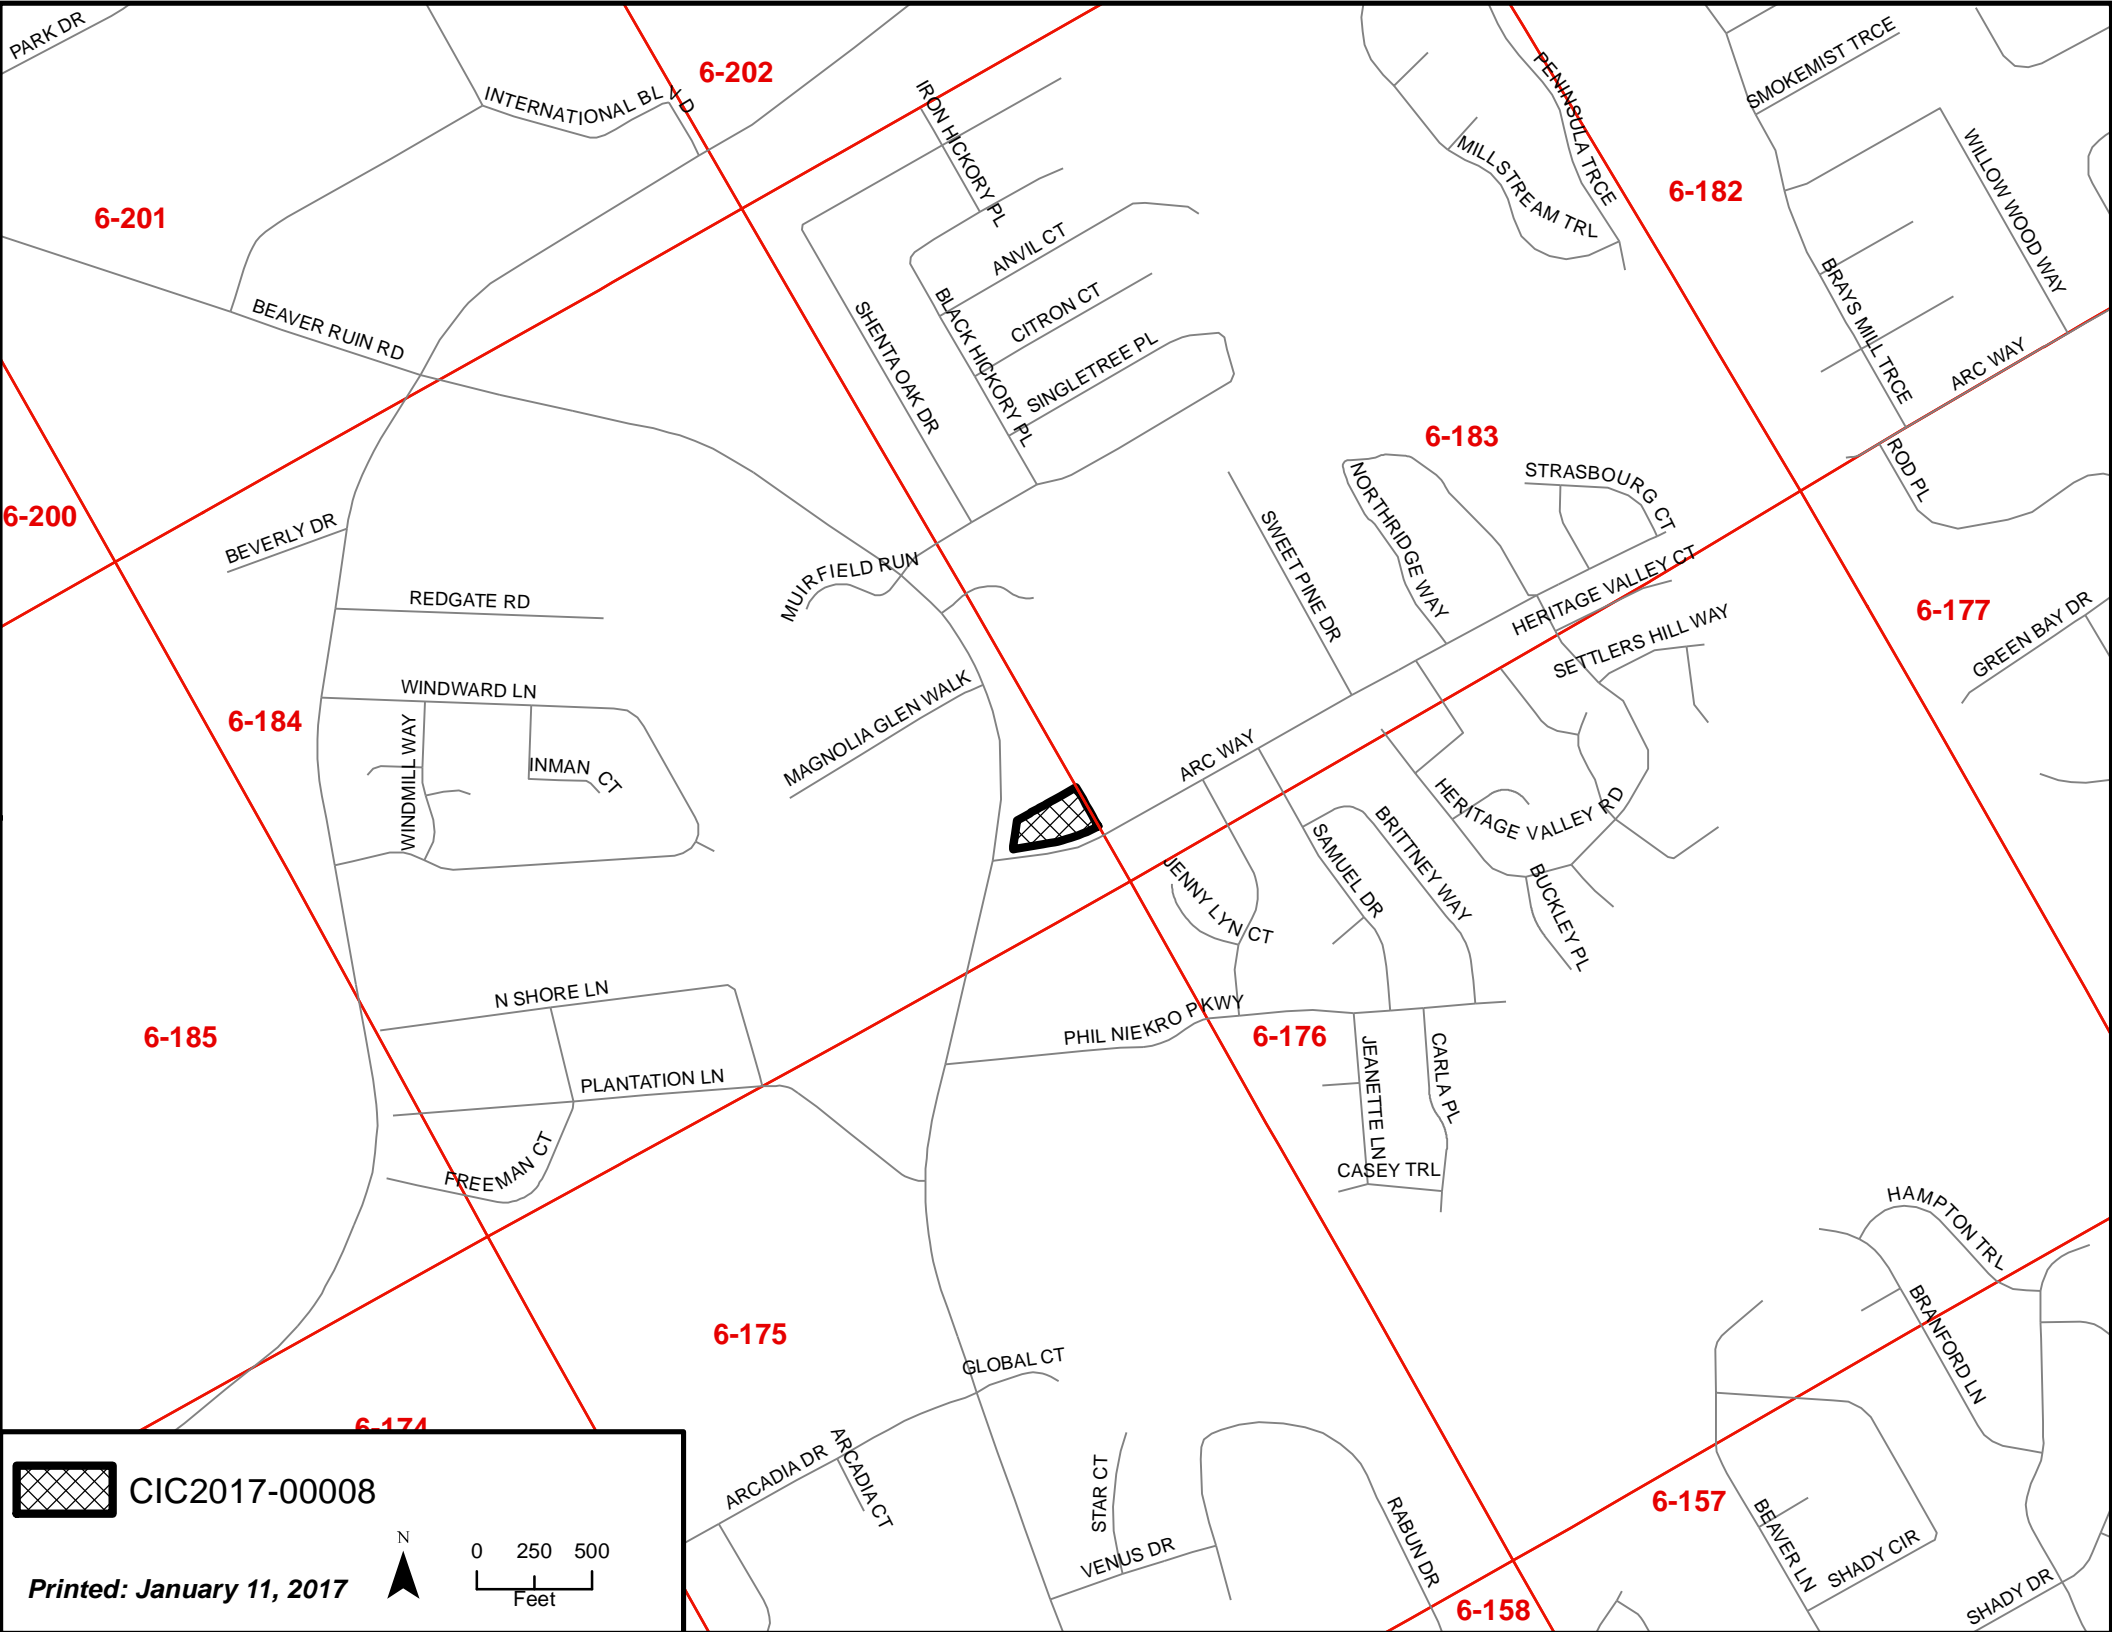 PARK DR
6-202
INTERNATIONAL BLVD
IRON HICKORY PL
PENINSULA TRCE
SMOKEMIST TRCE
MILLSTREAM TRL
6-182
WILLOW WOOD WAY
6-201
ANVIL CT
BEAVER RUIN RD
SHENTA OAK DR
BLACK HICKORY PL
CITRON CT
SINGLETREE PL
BRAYS MILL TRCE
ARC WAY
6-183
ROD PL
NORTHRIDGE WAY
STRASBOURG CT
6-200
BEVERLY DR
SWEET PINE DR
MUIRFIELD RUN
HERITAGE VALLEY CT
REDGATE RD
6-177
GREEN BAY DR
SETTLERS HILL WAY
WINDWARD LN
MAGNOLIA GLEN WALK
6-184
WINDMILL WAY
INMAN CT
ARC WAY
HERITAGE VALLEY RD
SAMUEL DR
BRITTNEY WAY
JENNY LYN CT
BUCKLEY PL
N SHORE LN
PHIL NIEKRO PKWY
6-185
6-176
JEANETTE LN
CARLA PL
PLANTATION LN
FREEMAN CT
CASEY TRL
HAMPTON TRL
6-175
BRANFORD LN
GLOBAL CT
6-174
ARCADIA DR
ARCADIA CT
STAR CT
VENUS DR
RABUN DR
6-157
BEAVER LN
SHADY CIR
SHADY DR
6-158
CIC2017-00008
N
0 250 500
Feet
Printed: January 11, 2017